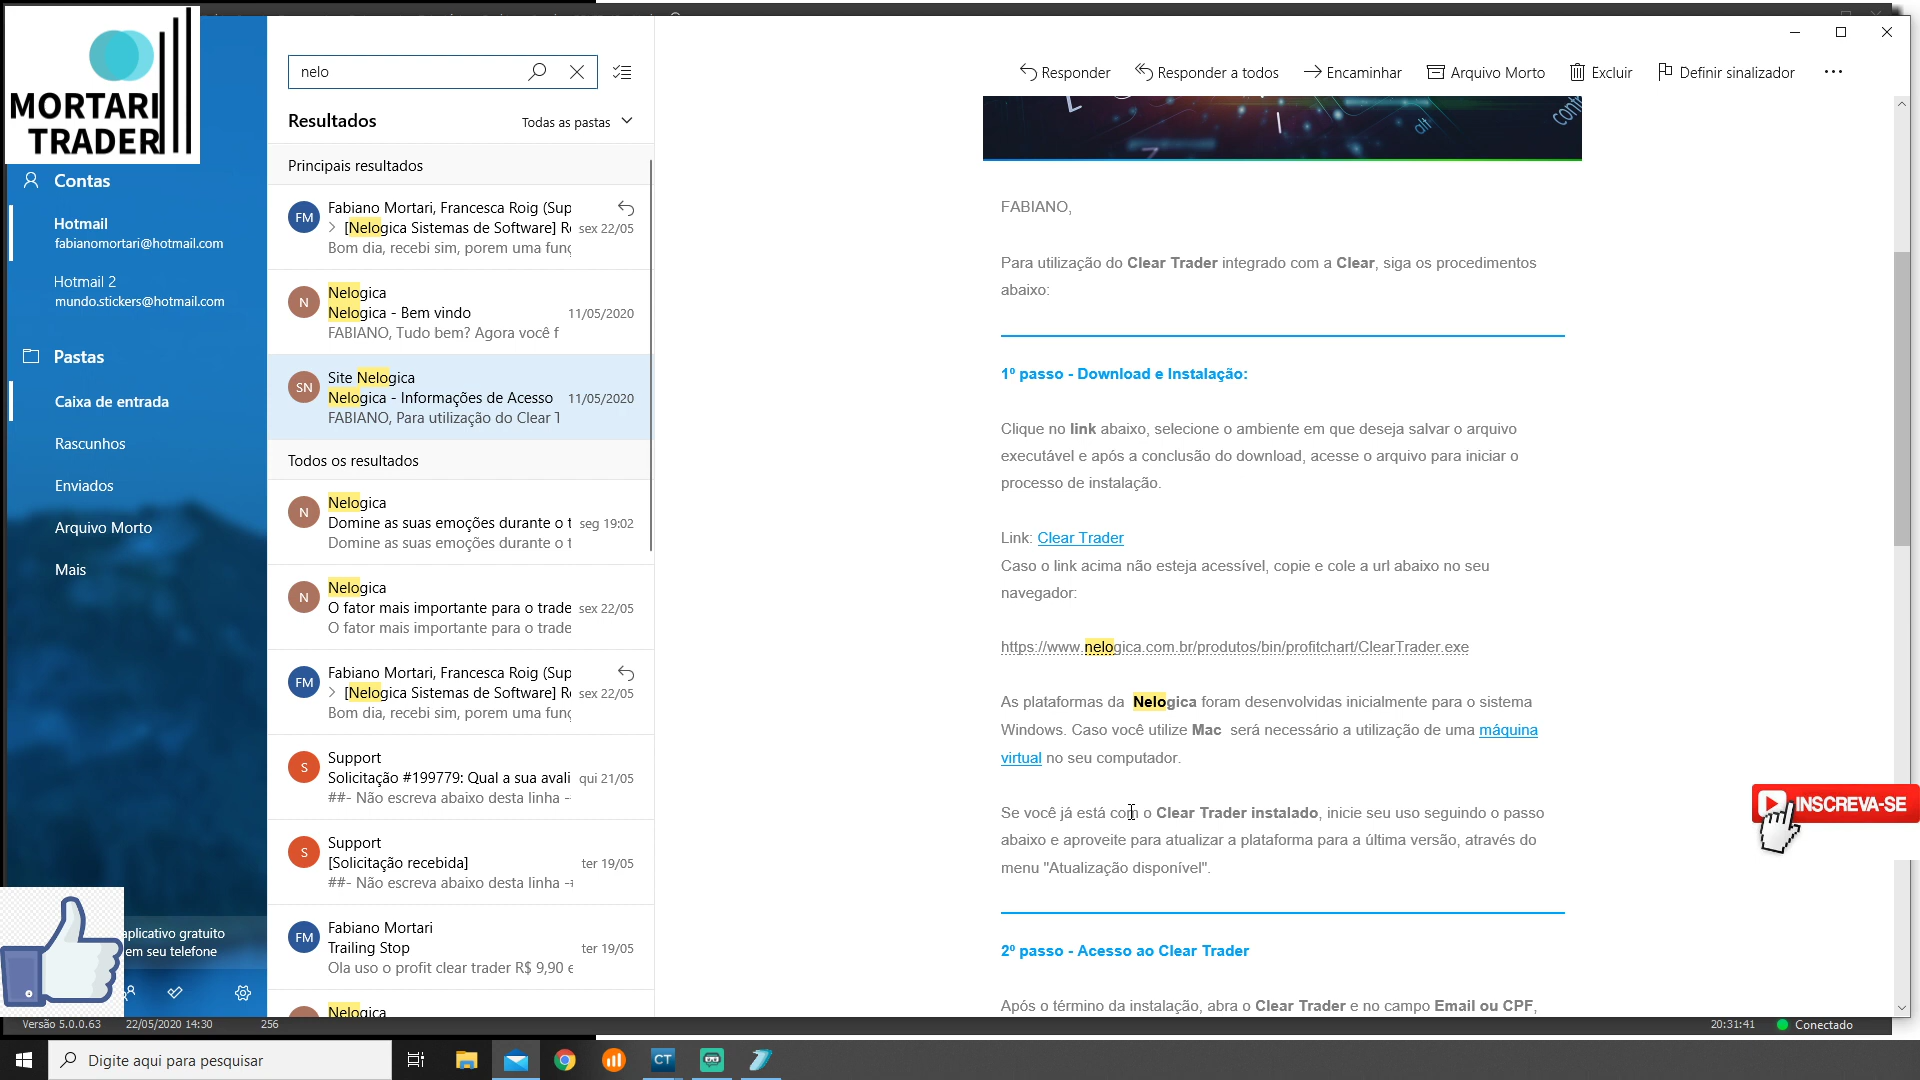 MORTARI
TRADER
Contas
Hotmail
fabianomortari@hotmail.com
Hotmail 2
mundo.stickers@hotmail.com
Pastas
Caixa de entrada
Rascunhos
Enviados
Arquivo Morto
Mais
aplicativo gratuito
em seu telefone
nelo
Resultados
Todas as pastas
Principais resultados
FM
Fabiano Mortari, Francesca Roig (Sup
[Nelogica Sistemas de Software] R
sex 22/05
Bom dia, recebi sim, porem uma funç
N
Nelogica
Nelogica - Bem vindo
11/05/2020
FABIANO, Tudo bem? Agora você f
SN
Site Nelogica
Nelogica - Informações de Acesso
11/05/2020
FABIANO, Para utilização do Clear T
Todos os resultados
N
Nelogica
Domine as suas emoções durante o t
seg 19:02
Domine as suas emoções durante o t
N
Nelogica
O fator mais importante para o trade
sex 22/05
O fator mais importante para o trade
FM
Fabiano Mortari, Francesca Roig (Sup
[Nelogica Sistemas de Software] R
sex 22/05
Bom dia, recebi sim, porem uma funç
S
Support
Solicitação #199779: Qual a sua avali
qui 21/05
##- Não escreva abaixo desta linha -
S
Support
[Solicitação recebida]
ter 19/05
##- Não escreva abaixo desta linha -
FM
Fabiano Mortari
Trailing Stop
ter 19/05
Ola uso o profit clear trader R$ 9,90 e
Nelogica
Responder
Responder a todos
Encaminhar
Arquivo Morto
Excluir
Definir sinalizador
alt
FABIANO,
Para utilização do Clear Trader integrado com a Clear, siga os procedimentos
abaixo:
1º passo - Download e Instalação:
Clique no link abaixo, selecione o ambiente em que deseja salvar o arquivo
executável e após a conclusão do download, acesse o arquivo para iniciar o
processo de instalação.
Link: Clear Trader
Caso o link acima não esteja acessível, copie e cole a url abaixo no seu
navegador:
https://www.nelogica.com.br/produtos/bin/profitchart/ClearTrader.exe
As plataformas da Nelogica foram desenvolvidas inicialmente para o sistema
Windows. Caso você utilize Mac será necessário a utilização de uma máquina
virtual no seu computador.
Se você já está com o Clear Trader instalado, inicie seu uso seguindo o passo
abaixo e aproveite para atualizar a plataforma para a última versão, através do
menu "Atualização disponível".
2º passo - Acesso ao Clear Trader
Após o término da instalação, abra o Clear Trader e no campo Email ou CPF,
INSCREVA-SE
Versão 5.0.0.63
22/05/2020 14:30
256
20:31:41
Conectado
Digite aqui para pesquisar
CT